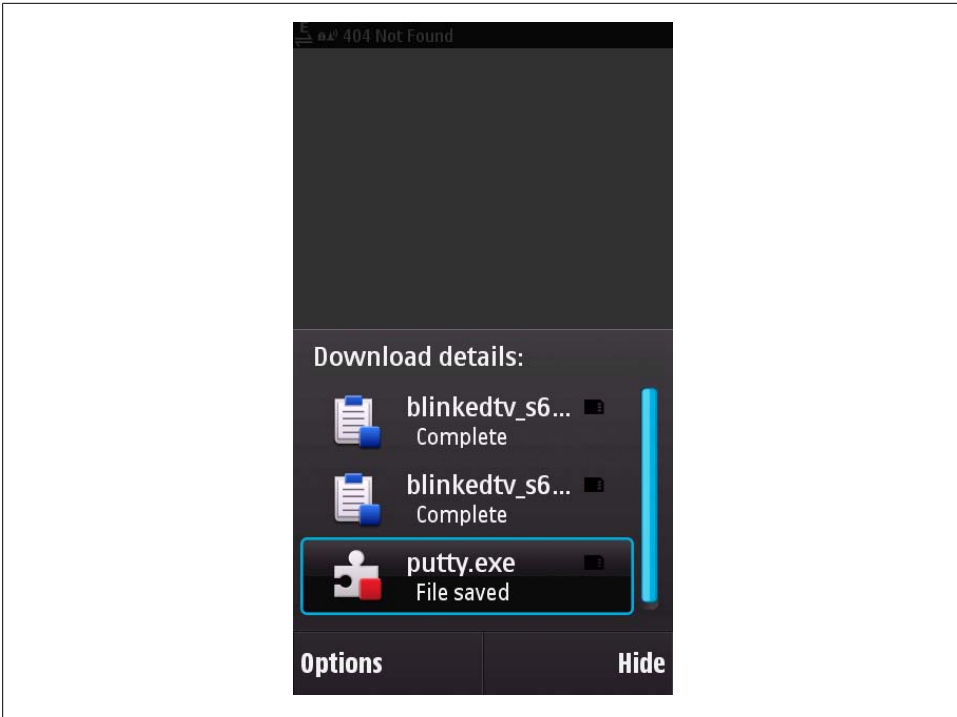 E
404 Not Found
Download details:
blinkedtv_s6...
Complete
blinkedtv_s6...
Complete
putty.exe
File saved
Options
Hide